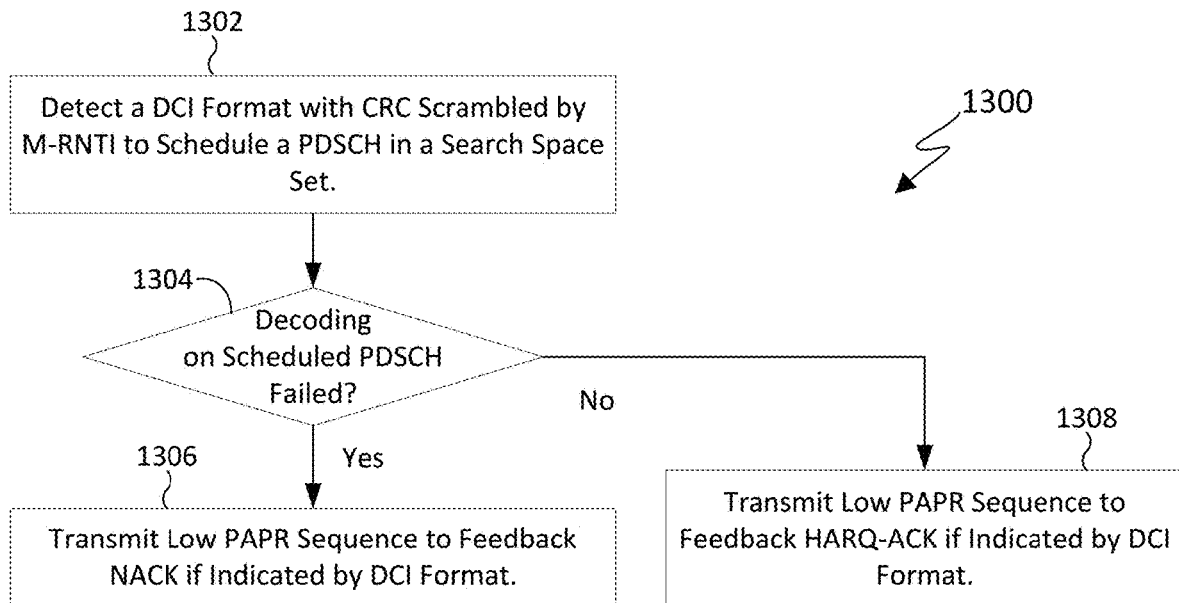 1302
Detect a DCI Format with CRC Scrambled by
M-RNTI to Schedule a PDSCH in a Search Space
Set.
1300
1304
Decoding
on Scheduled PDSCH
Failed?
No
Yes
1306
Transmit Low PAPR Sequence to Feedback
NACK if Indicated by DCI Format.
1308
Transmit Low PAPR Sequence to
Feedback HARQ-ACK if Indicated by DCI
Format.